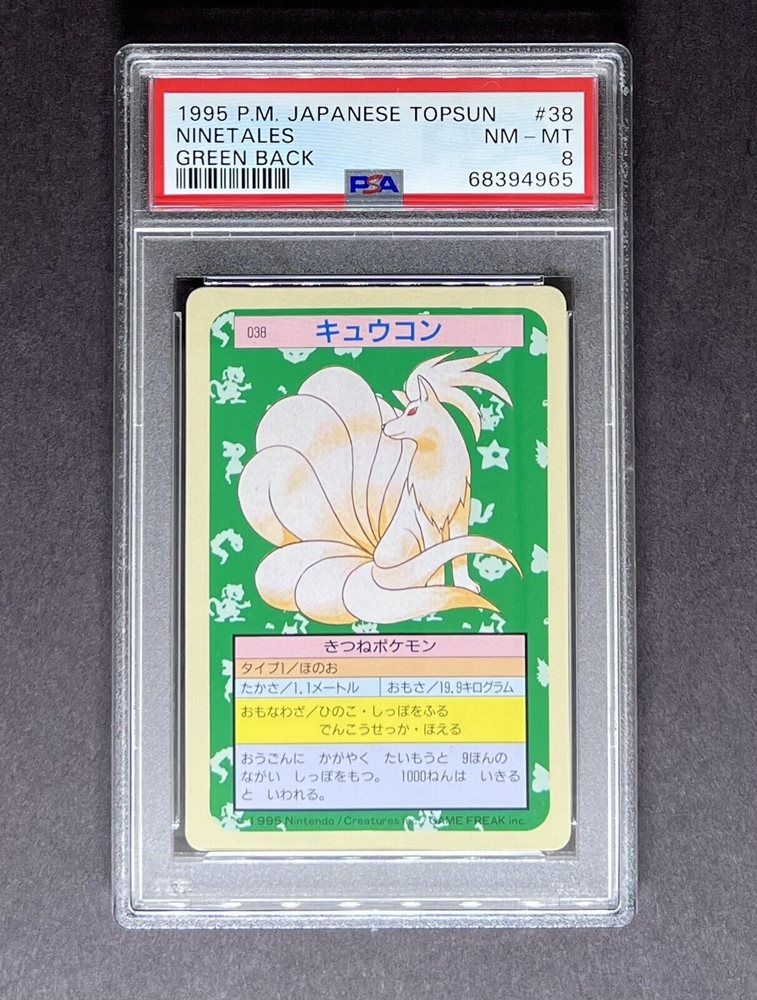 1995 P.M. JAPANESE TOPSUN #38
NINETALES NM - MT
GREEN BACK 8
PSA 68394965
038 キュウコン
きつねポケモン
タイプ1/ほのお
たかさ/1.1メートル おもさ/19.9キログラム
おもなわざ/ひのこ・しっぽをふる
でんこうせっか・ほえる
おうごんに かがやく たいもうと 9ほんの
ながい しっぽをもつ。 1000ねんは いきる
と いわれる。
©1995 Nintendo / Creatures inc. / GAME FREAK inc.